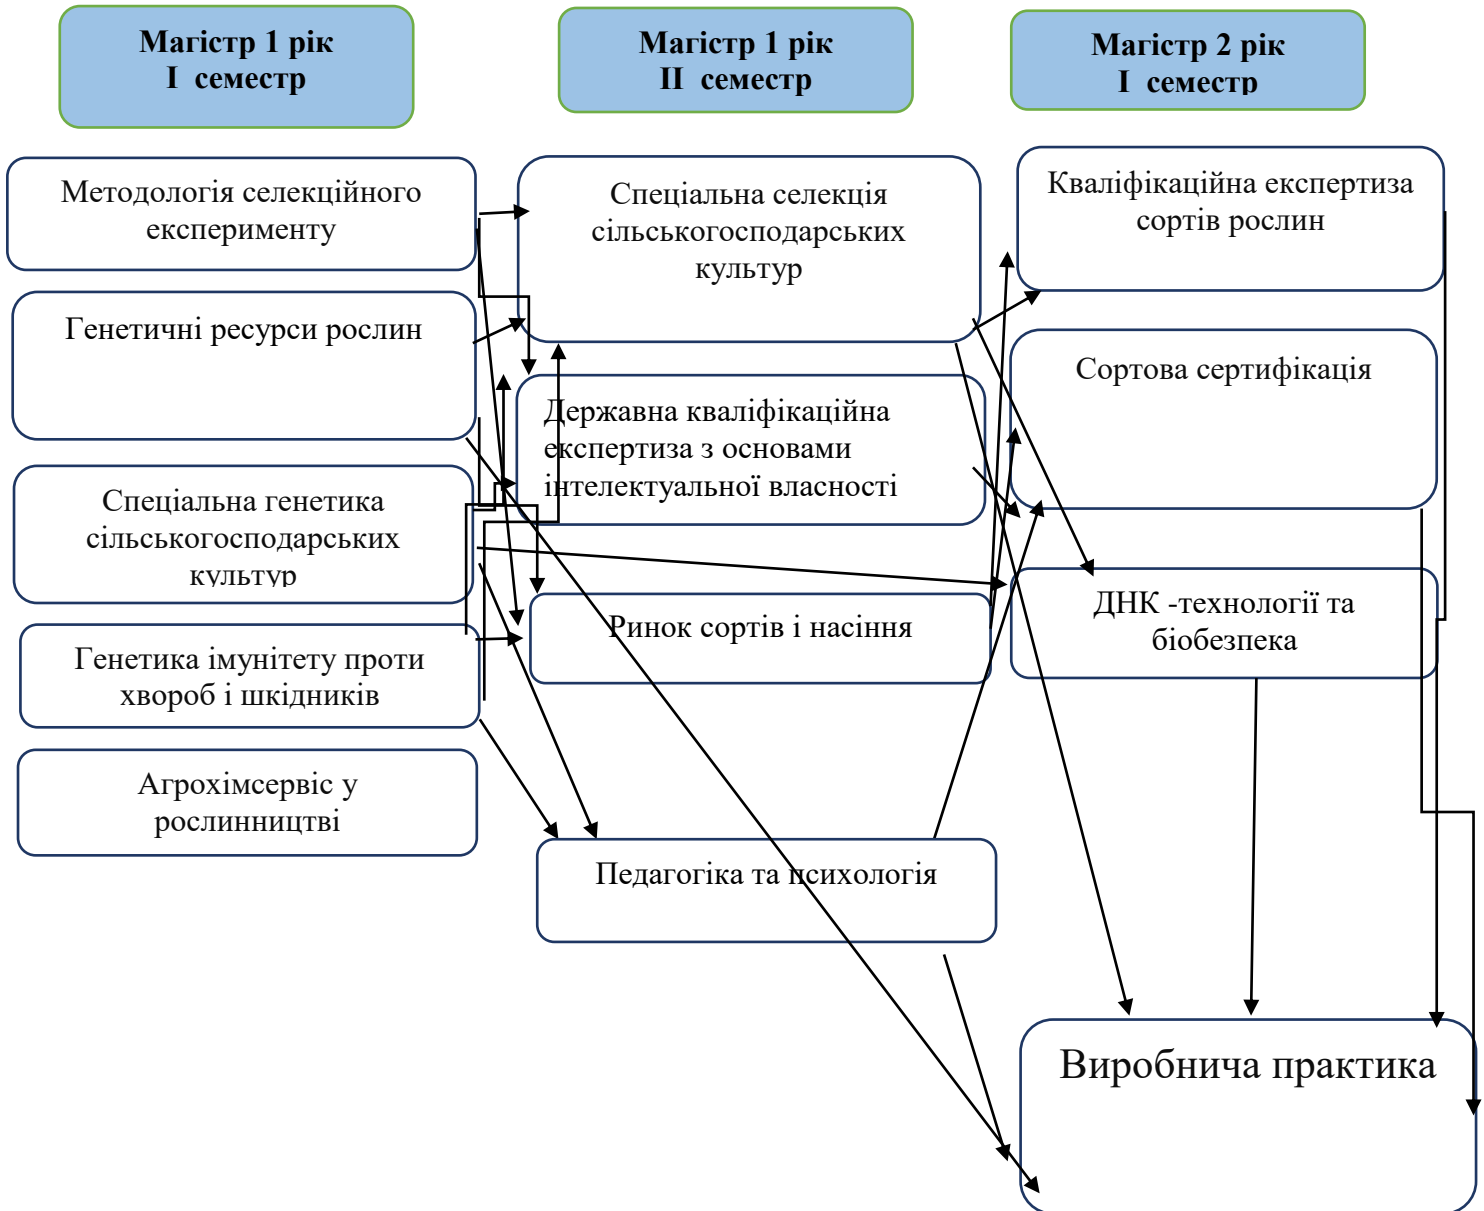 Магістр 1 рік
І семестр
Магістр 1 рік
ІІ семестр
Магістр 2 рік
І семестр
Методологія селекційного
експерименту
Генетичні ресурси рослин
Спеціальна генетика
сільськогосподарських
культур
Генетика імунітету проти
хвороб і шкідників
Агрохімсервіс у
рослинництві
Спеціальна селекція
сільськогосподарських
культур
Державна кваліфікаційна
експертиза з основами
інтелектуальної власності
Ринок сортів і насіння
Педагогіка та психологія
Кваліфікаційна експертиза
сортів рослин
Сортова сертифікація
ДНК -технології та
біобезпека
Виробнича практика